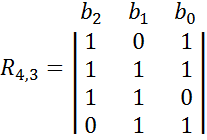 b₂ b₁ b₀
1 0 1
R₄,₃ = 1 1 1
1 1 0
0 1 1